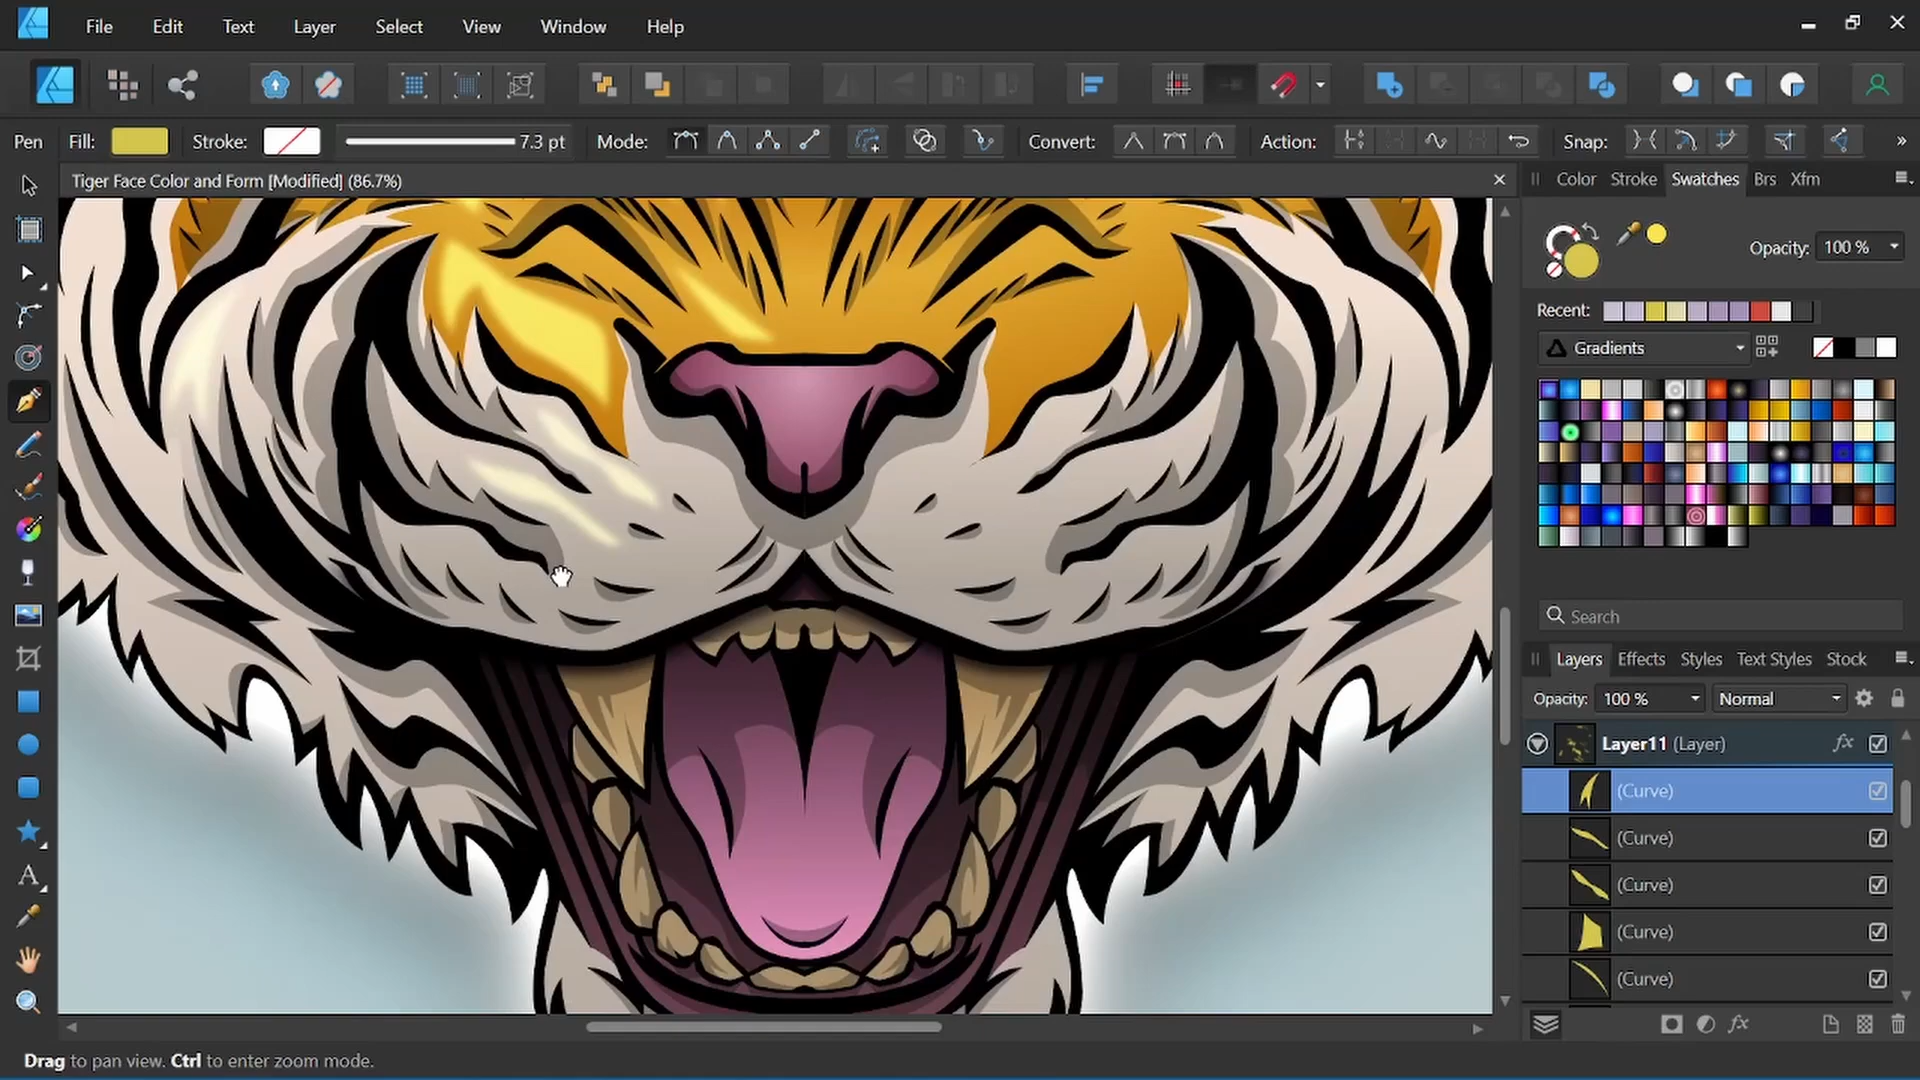 File Edit Text Layer Select View Window Help
Pen Fill: Stroke: 7.3 pt Mode: Convert: Action: Snap: »
Tiger Face Color and Form [Modified] (86.7%)
Color Stroke Swatches Brs Xfm
Opacity: 100 %
Recent:
Gradients
Search
Layers Effects Styles Text Styles Stock
Opacity: 100 % Normal
Layer11 (Layer) fx
(Curve)
(Curve)
(Curve)
(Curve)
(Curve)
fx
Drag to pan view. Ctrl to enter zoom mode.